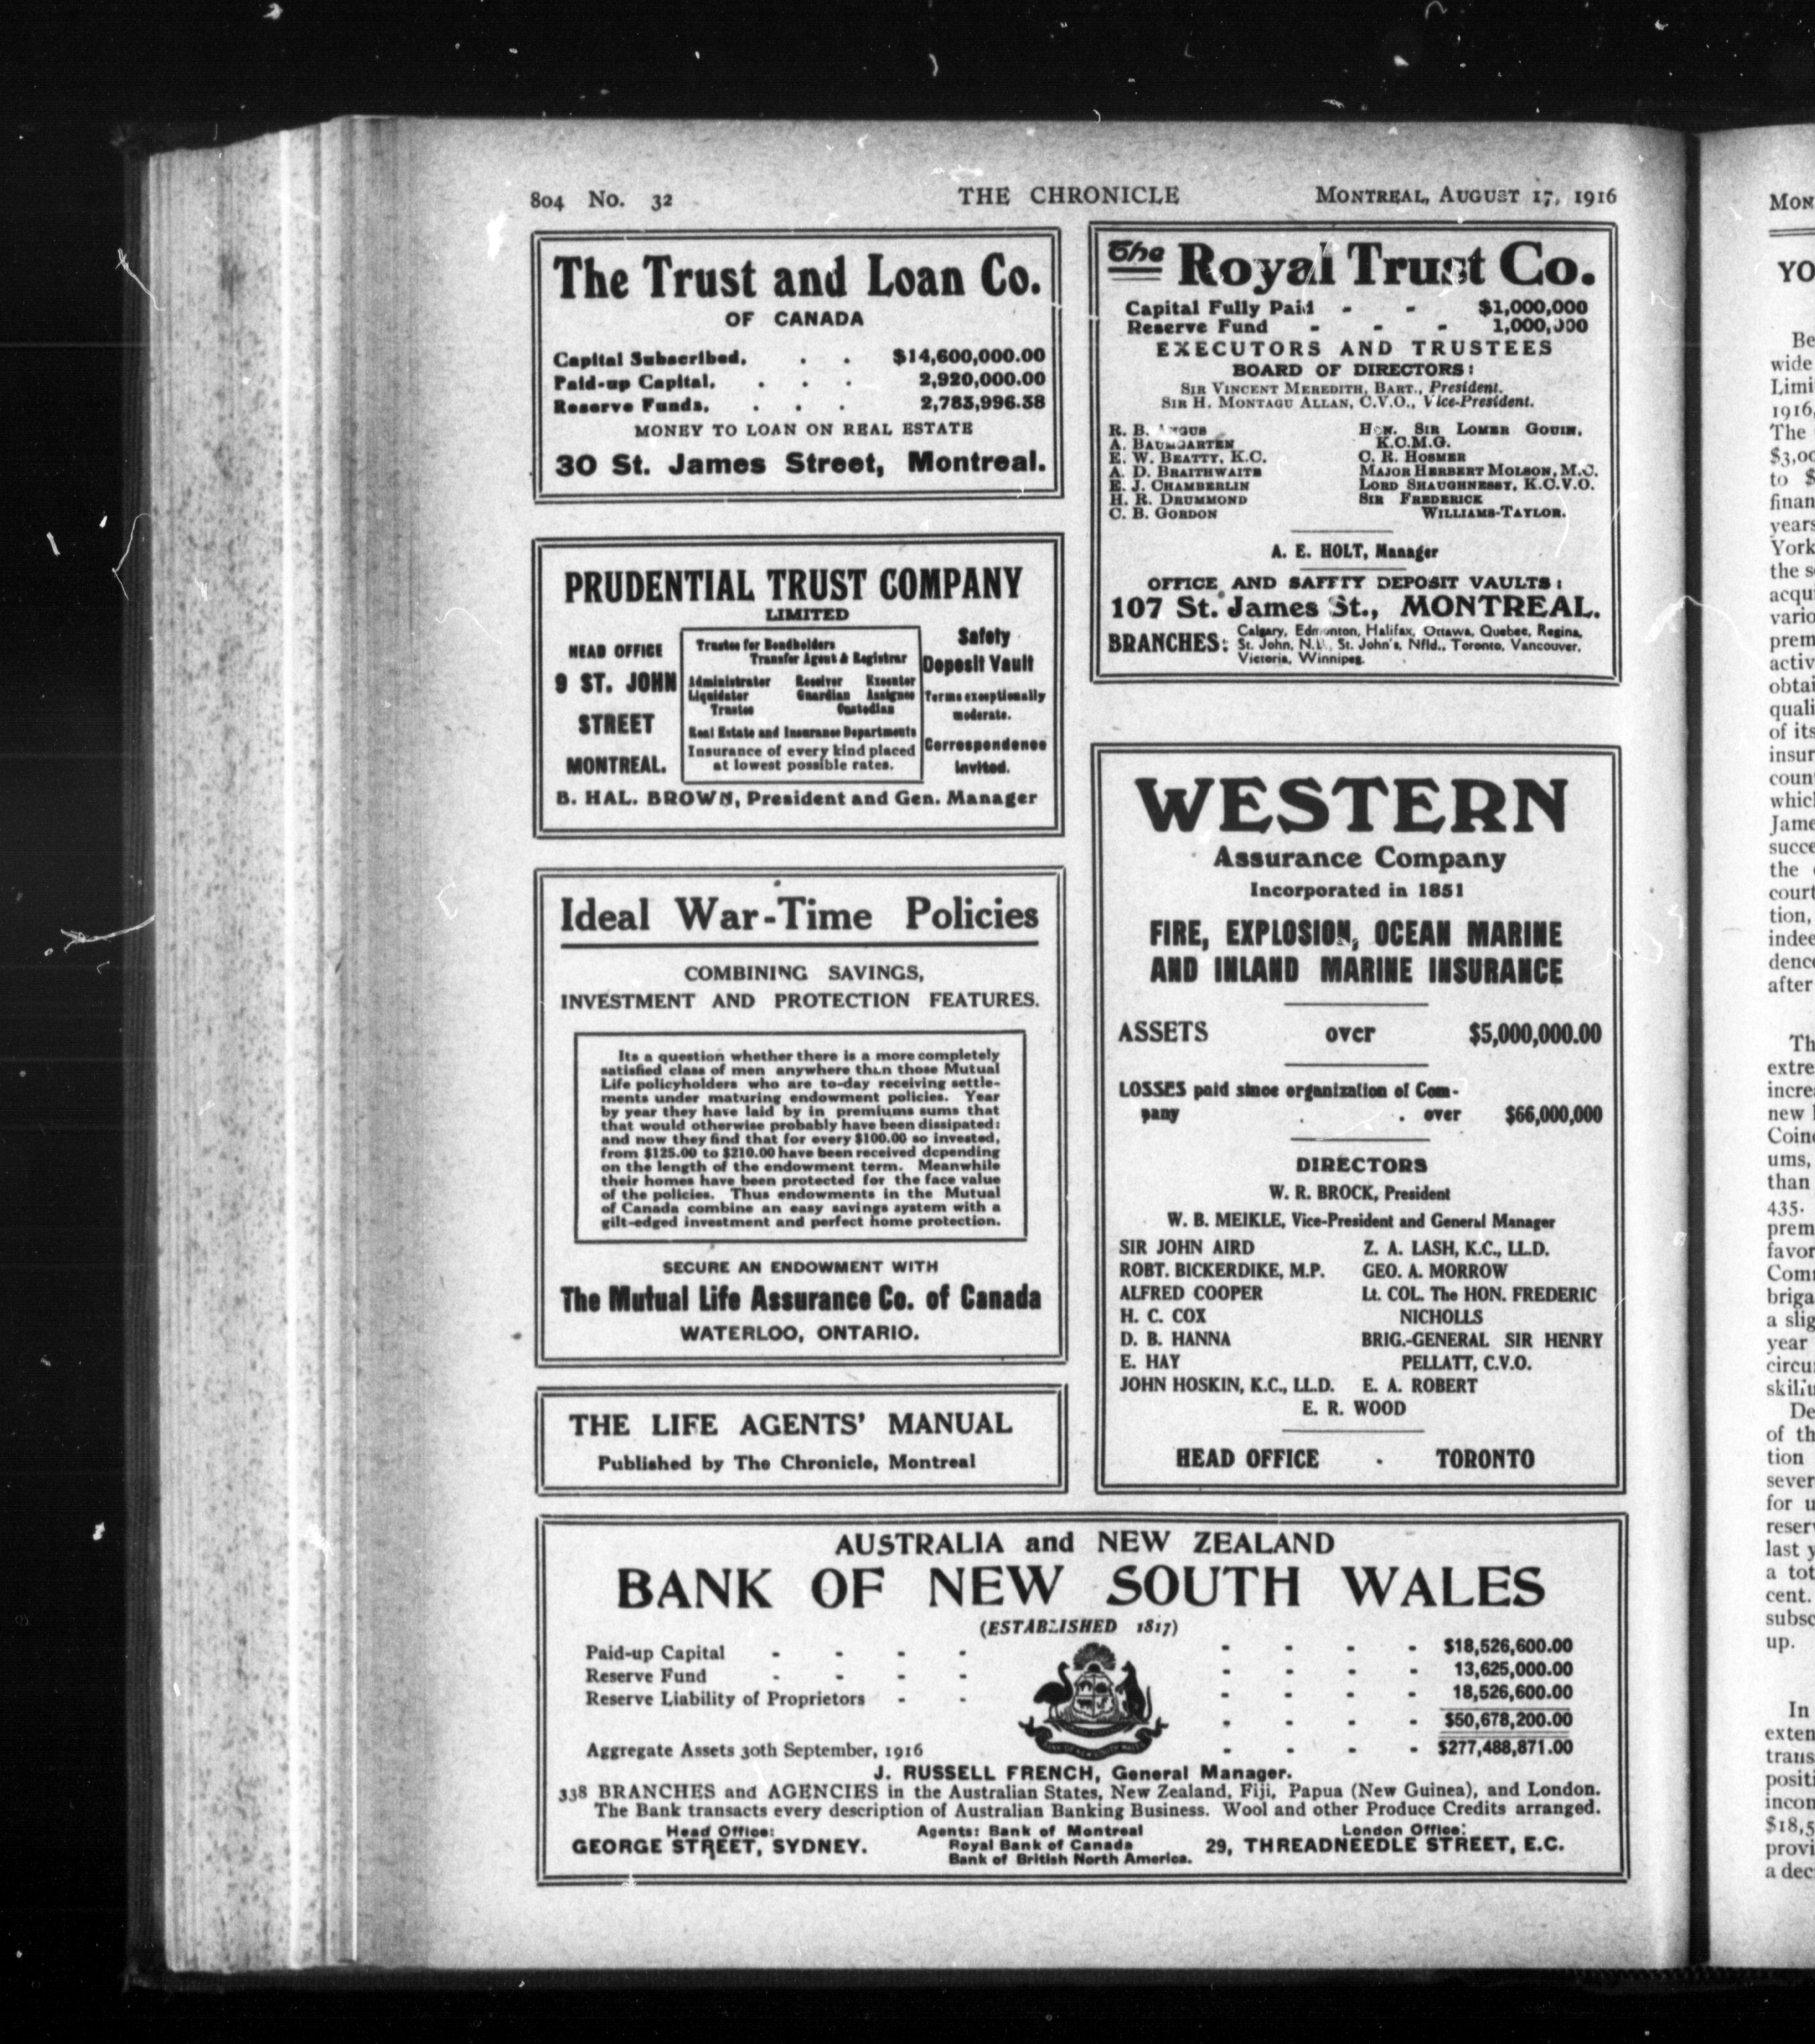 804 No. 32 THE CHRONICLE MONTREAL, AUGUST 17, 1916
The Trust and Loan Co.
OF CANADA
Capital Subscribed, . . $14,600,000.00
Paid-up Capital, . . . 2,920,000.00
Reserve Funds, . . . 2,783,996.38
MONEY TO LOAN ON REAL ESTATE
30 St. James Street, Montreal.
PRUDENTIAL TRUST COMPANY
LIMITED
HEAD OFFICE
9 ST. JOHN
STREET
MONTREAL.
Trustee for Bondholders
Transfer Agent & Registrar
Administrator Receiver Executor
Liquidator Guardian Assignee
Trustee Custodian
Real Estate and Insurance Departments
Insurance of every kind placed
at lowest possible rates.
Safety
Deposit Vault
Terms exceptionally
moderate.
Correspondence
invited.
B. HAL. BROWN, President and Gen. Manager
Ideal War-Time Policies
COMBINING SAVINGS,
INVESTMENT AND PROTECTION FEATURES.
Its a question whether there is a more completely
satisfied class of men anywhere than those Mutual
Life policyholders who are to-day receiving settle-
ments under maturing endowment policies. Year
by year they have laid by in premiums sums that
that would otherwise probably have been dissipated:
and now they find that for every $100.00 so invested,
from $125.00 to $210.00 have been received depending
on the length of the endowment term. Meanwhile
their homes have been protected for the face value
of the policies. Thus endowments in the Mutual
of Canada combine an easy savings system with a
gilt-edged investment and perfect home protection.
SECURE AN ENDOWMENT WITH
The Mutual Life Assurance Co. of Canada
WATERLOO, ONTARIO.
THE LIFE AGENTS' MANUAL
Published by The Chronicle, Montreal
The Royal Trust Co.
Capital Fully Paid - - $1,000,000
Reserve Fund - - - 1,000,000
EXECUTORS AND TRUSTEES
BOARD OF DIRECTORS:
SIR VINCENT MEREDITH, BART., President.
SIR H. MONTAGU ALLAN, C.V.O., Vice-President.
R. B. ANGUS
A. BAUMGARTEN
E. W. BEATTY, K.C.
A. D. BRAITHWAITE
E. J. CHAMBERLIN
H. R. DRUMMOND
C. B. GORDON
HON. SIR LOMER GOUIN,
K.C.M.G.
C. R. HOSMER
MAJOR HERBERT MOLSON, M.C.
LORD SHAUGHNESSY, K.C.V.O.
SIR FREDERICK
WILLIAMS-TAYLOR.
A. E. HOLT, Manager
OFFICE AND SAFFTY DEPOSIT VAULTS:
107 St. James St., MONTREAL.
BRANCHES: Calgary, Edmonton, Halifax, Ottawa, Quebec, Regina,
St. John, N.B., St. John's, Nfld., Toronto, Vancouver,
Victoria, Winnipeg.
WESTERN
Assurance Company
Incorporated in 1851
FIRE, EXPLOSION, OCEAN MARINE
AND INLAND MARINE INSURANCE
ASSETS over $5,000,000.00
LOSSES paid since organization of Com-
pany . . over $66,000,000
DIRECTORS
W. R. BROCK, President
W. B. MEIKLE, Vice-President and General Manager
SIR JOHN AIRD
ROBT. BICKERDIKE, M.P.
ALFRED COOPER
H. C. COX
D. B. HANNA
E. HAY
JOHN HOSKIN, K.C., LL.D.
Z. A. LASH, K.C., LL.D.
GEO. A. MORROW
Lt. COL. The HON. FREDERIC
NICHOLLS
BRIG.-GENERAL SIR HENRY
PELLATT, C.V.O.
E. A. ROBERT
E. R. WOOD
HEAD OFFICE . TORONTO
AUSTRALIA and NEW ZEALAND
BANK OF NEW SOUTH WALES
(ESTABLISHED 1817)
Paid-up Capital - - - - - - - - $18,526,600.00
Reserve Fund - - - - - - - - 13,625,000.00
Reserve Liability of Proprietors - - - - - - 18,526,600.00
- - - - $50,678,200.00
Aggregate Assets 30th September, 1916 - - - - $277,488,871.00
J. RUSSELL FRENCH, General Manager.
338 BRANCHES and AGENCIES in the Australian States, New Zealand, Fiji, Papua (New Guinea), and London.
The Bank transacts every description of Australian Banking Business. Wool and other Produce Credits arranged.
Head Office:
GEORGE STREET, SYDNEY.
Agents: Bank of Montreal
Royal Bank of Canada
Bank of British North America.
London Office:
29, THREADNEEDLE STREET, E.C.